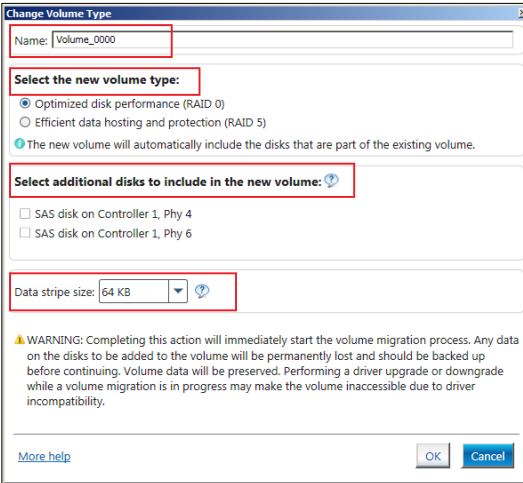 Change Volume Type
Name: Volume_0000
Select the new volume type:
Optimized disk performance (RAID 0)
Efficient data hosting and protection (RAID 5)
The new volume will automatically include the disks that are part of the existing volume.
Select additional disks to include in the new volume:
SAS disk on Controller 1, Phy 4
SAS disk on Controller 1, Phy 6
Data stripe size: 64 KB
WARNING: Completing this action will immediately start the volume migration process. Any data
on the disks to be added to the volume will be permanently lost and should be backed up
before continuing. Volume data will be preserved. Performing a driver upgrade or downgrade
while a volume migration is in progress may make the volume inaccessible due to driver
incompatibility.
More help
OK
Cancel